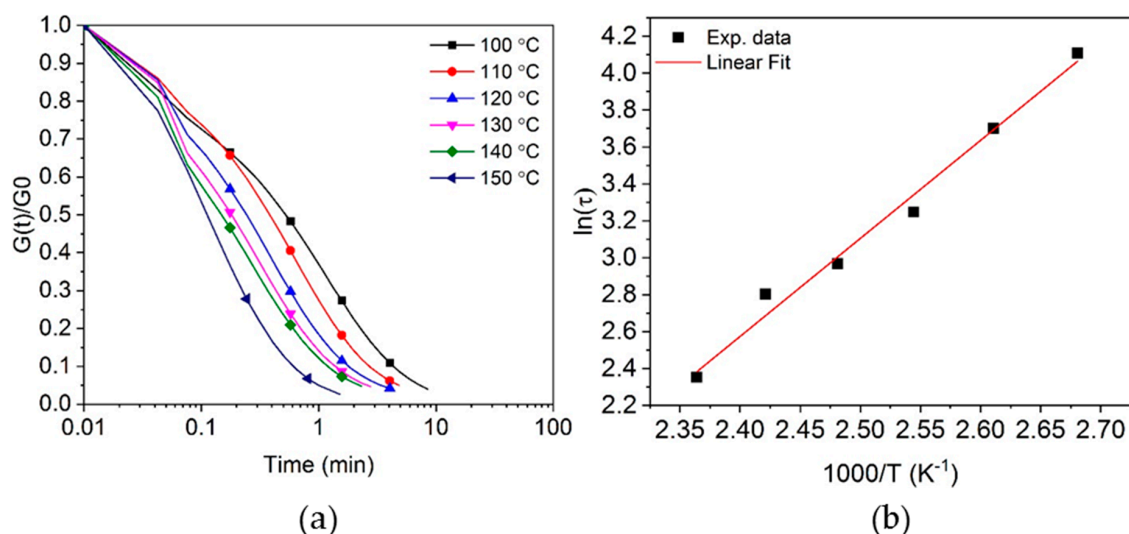 1.0
0.9
0.8
0.7
0.6
0.5
0.4
0.3
0.2
0.1
0.0
G(t)/G0
100 °C
110 °C
120 °C
130 °C
140 °C
150 °C
0.01 0.1 1 10 100
Time (min)
(a)
4.2
4.0
3.8
3.6
3.4
3.2
3.0
2.8
2.6
2.4
2.2
ln(τ)
Exp. data
Linear Fit
2.35 2.40 2.45 2.50 2.55 2.60 2.65 2.70
1000/T (K⁻¹)
(b)